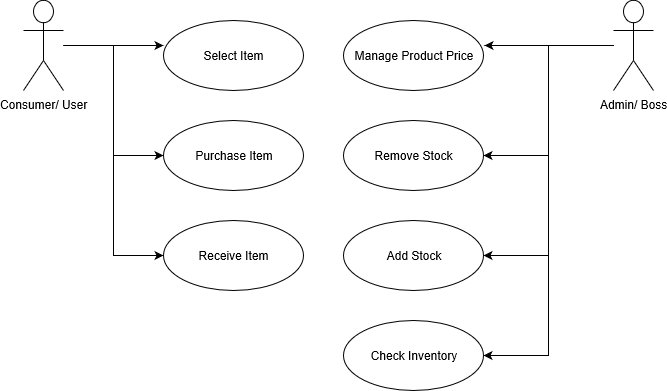 Select Item
Manage Product Price
Consumer/ User
Admin/ Boss
Purchase Item
Remove Stock
Receive Item
Add Stock
Check Inventory